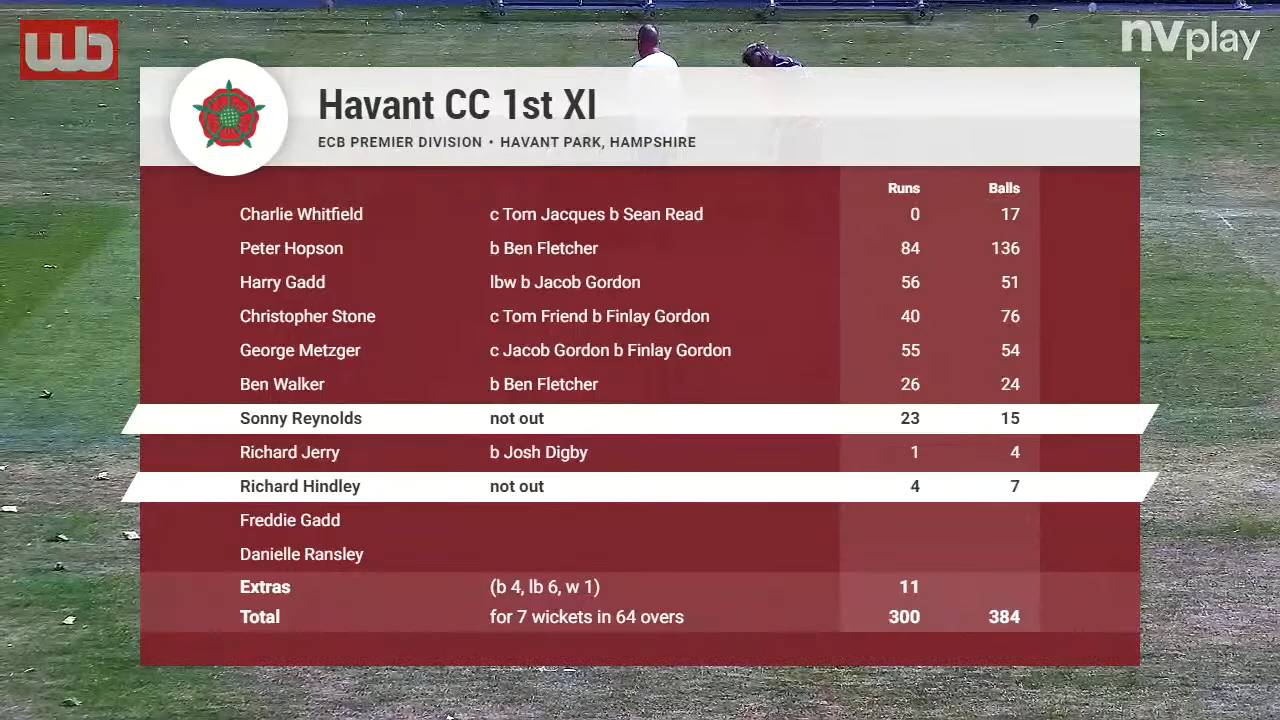 wb
nvplay
Havant CC 1st XI
ECB PREMIER DIVISION • HAVANT PARK, HAMPSHIRE
Runs Balls
Charlie Whitfield c Tom Jacques b Sean Read 0 17
Peter Hopson b Ben Fletcher 84 136
Harry Gadd lbw b Jacob Gordon 56 51
Christopher Stone c Tom Friend b Finlay Gordon 40 76
George Metzger c Jacob Gordon b Finlay Gordon 55 54
Ben Walker b Ben Fletcher 26 24
Sonny Reynolds not out 23 15
Richard Jerry b Josh Digby 1 4
Richard Hindley not out 4 7
Freddie Gadd
Danielle Ransley
Extras (b 4, lb 6, w 1) 11
Total for 7 wickets in 64 overs 300 384